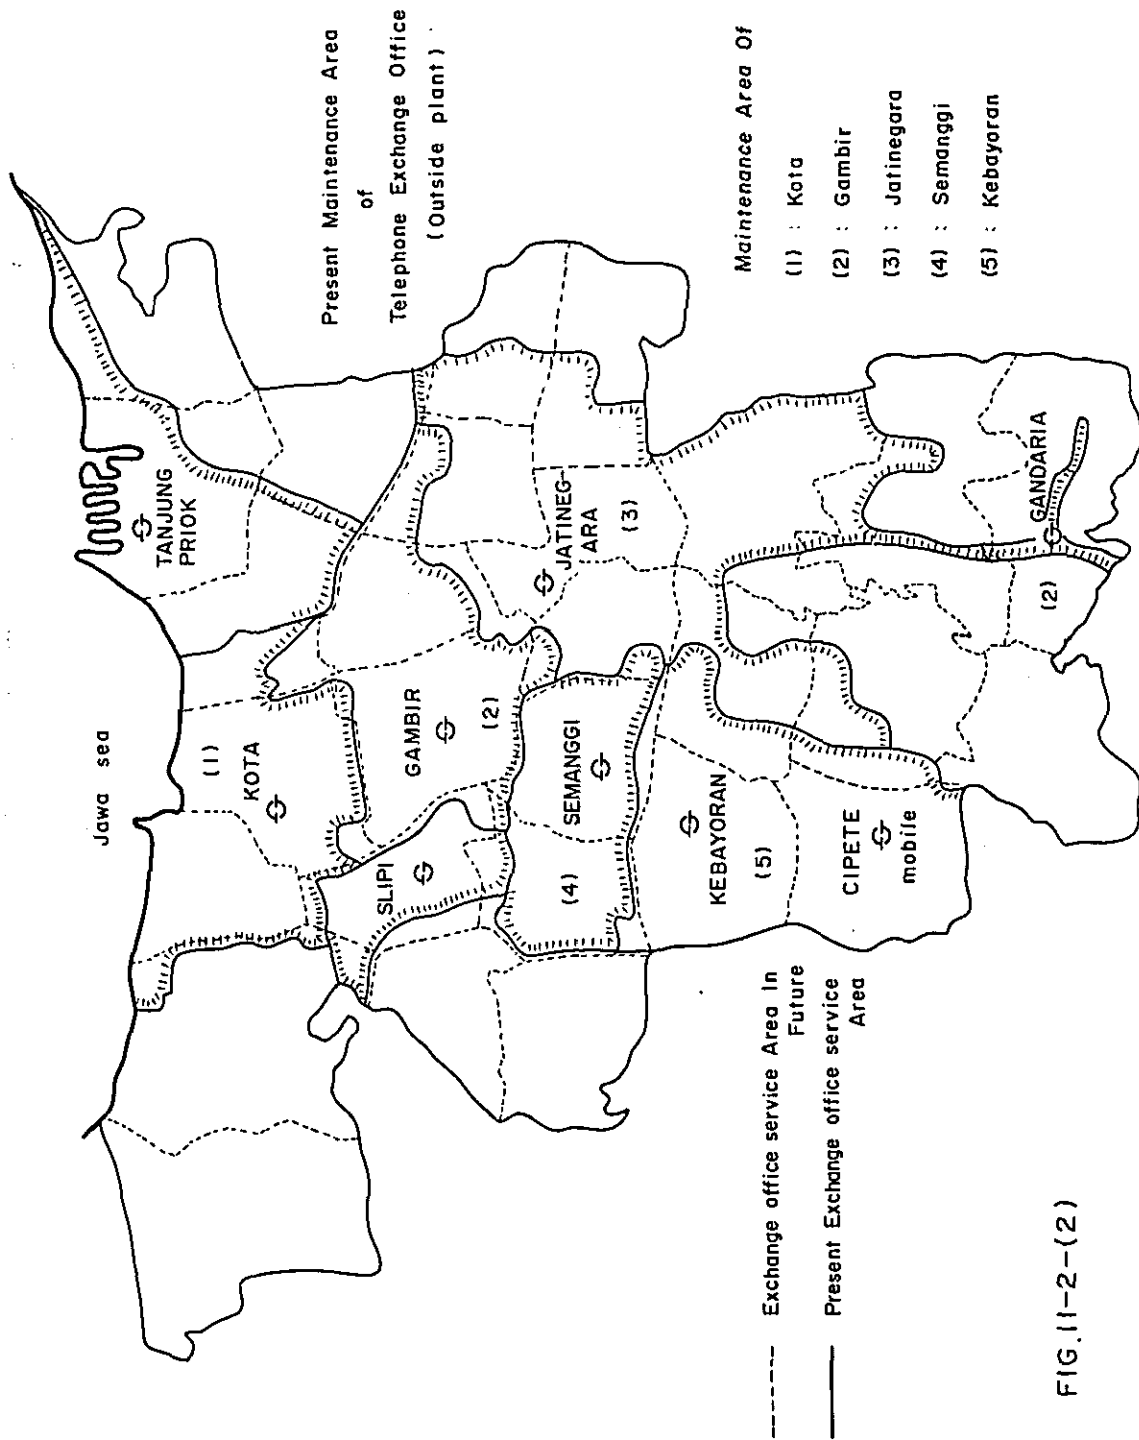 Present Maintenance Area
of
Telephone Exchange Office
(Outside plant)
Jawa sea
TANJUNG
PRIOK
(1)
KOTA
GAMBIR
(2)
SLIPI
JATINEG-
ARA
(3)
SEMANGGI
(4)
KEBAYORAN
(5)
CIPETE
mobile
GANDARIA
(2)
Maintenance Area Of
(1) : Kota
(2) : Gambir
(3) : Jatinegara
(4) : Semanggi
(5) : Kebayoran
Exchange office service Area In
Future
Present Exchange office service
Area
FIG.11-2-(2)